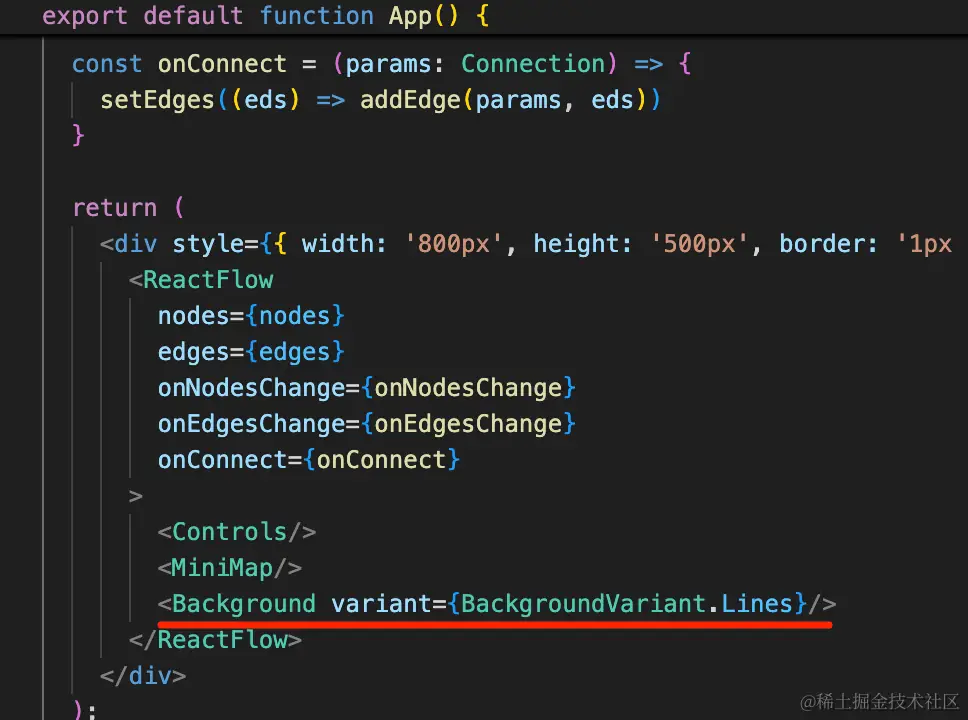 export default function App() {
const onConnect = (params: Connection) => {
setEdges((eds) => addEdge(params, eds))
}
return (
<div style={{ width: '800px', height: '500px', border: '1px
<ReactFlow
nodes={nodes}
edges={edges}
onNodesChange={onNodesChange}
onEdgesChange={onEdgesChange}
onConnect={onConnect}
>
<Controls/>
<MiniMap/>
<Background variant={BackgroundVariant.Lines}/>
</ReactFlow>
</div>
);
@稀土掘金技术社区